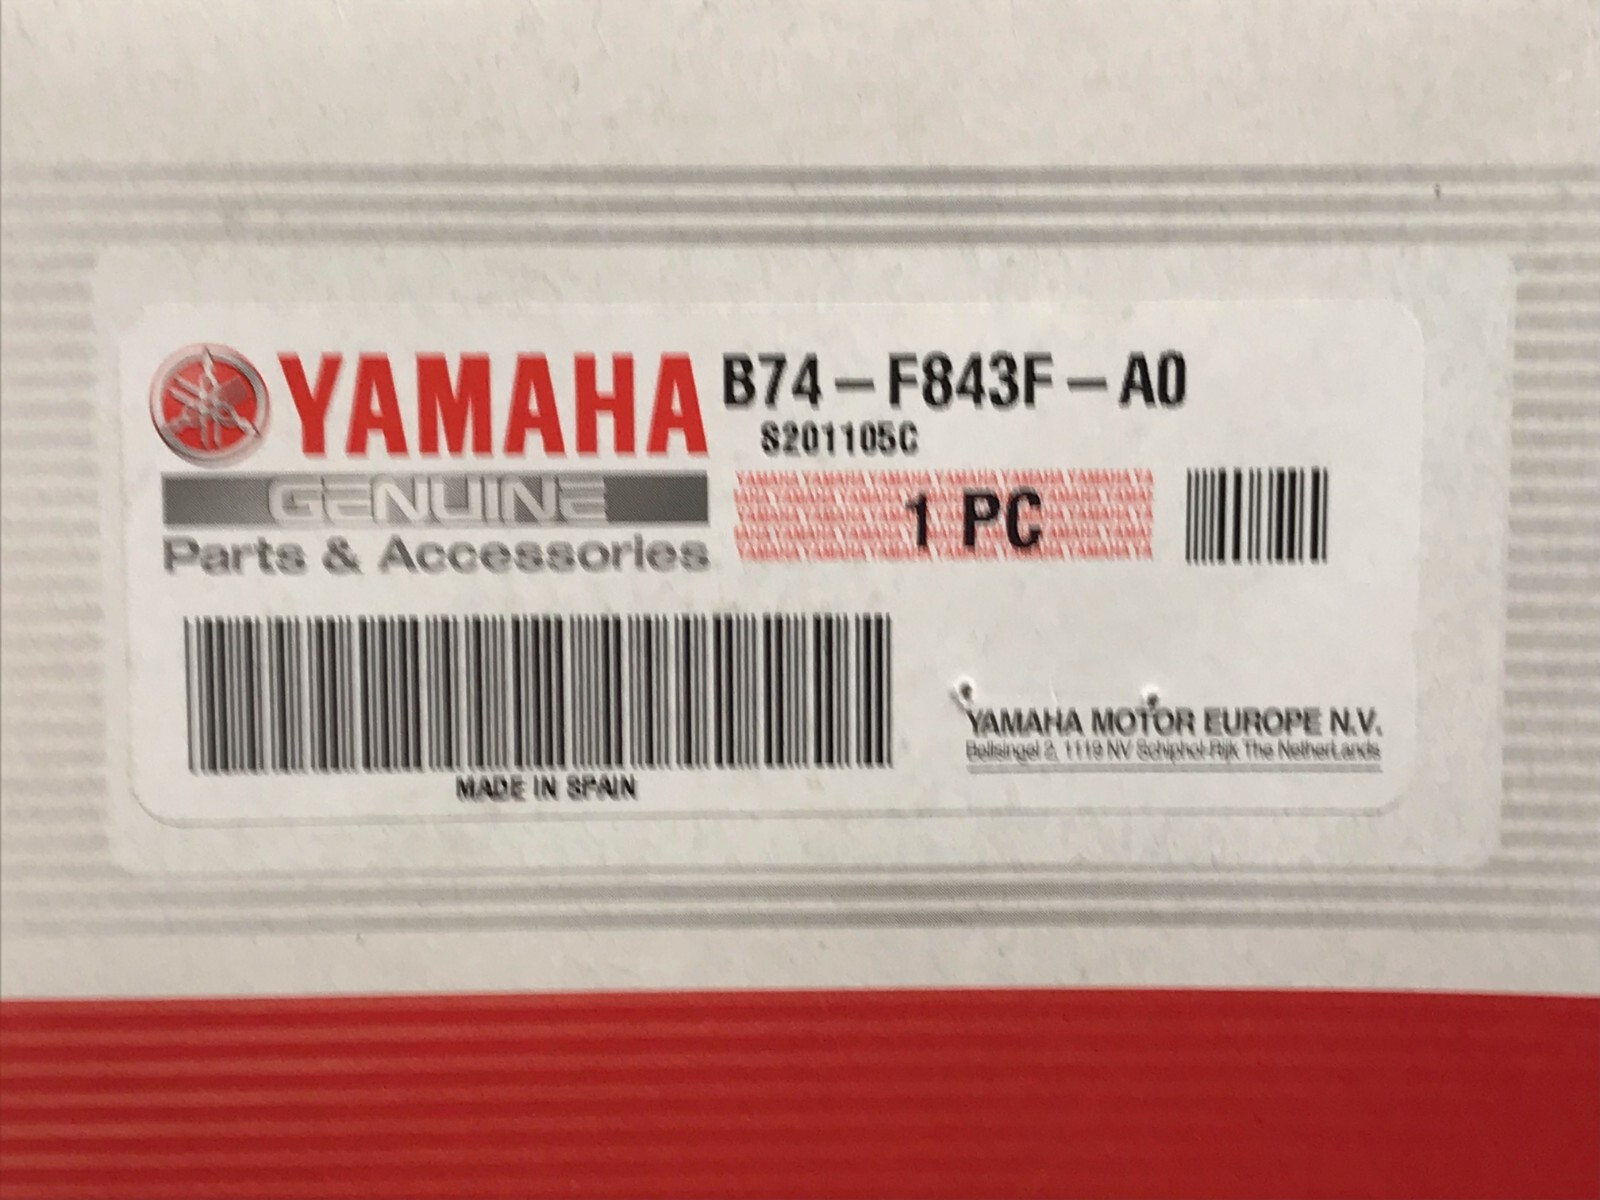 YAMAHA
GENUINE
Parts & Accessories
B74-F843F-A0
S201105C
1 PC
MADE IN SPAIN
YAMAHA MOTOR EUROPE N.V.
Bellsingel 2, 1119 NV Schiphol-Rijk The NetherLands